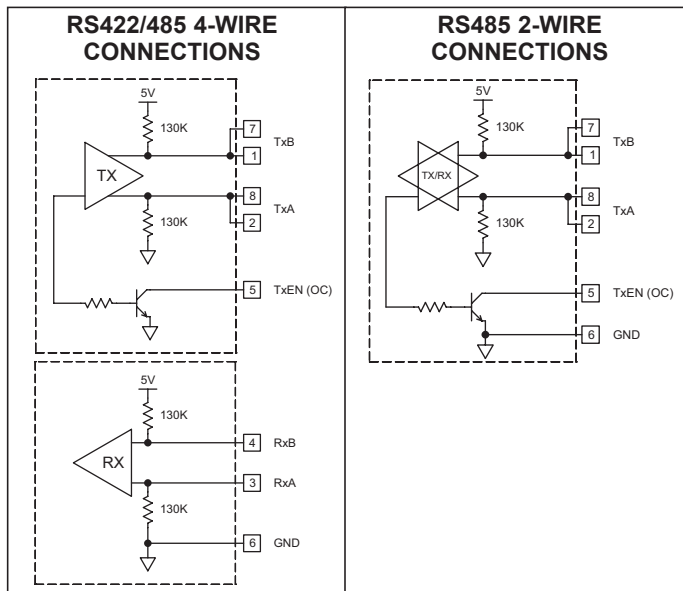 RS422/485 4-WIRE
CONNECTIONS
5V
130K
7
TxB
1
TX
8
TxA
130K
2
5
TxEN (OC)
5V
130K
4
RxB
RX
3
RxA
130K
6
GND
RS485 2-WIRE
CONNECTIONS
5V
130K
7
TxB
1
TX/RX
8
TxA
130K
2
5
TxEN (OC)
6
GND